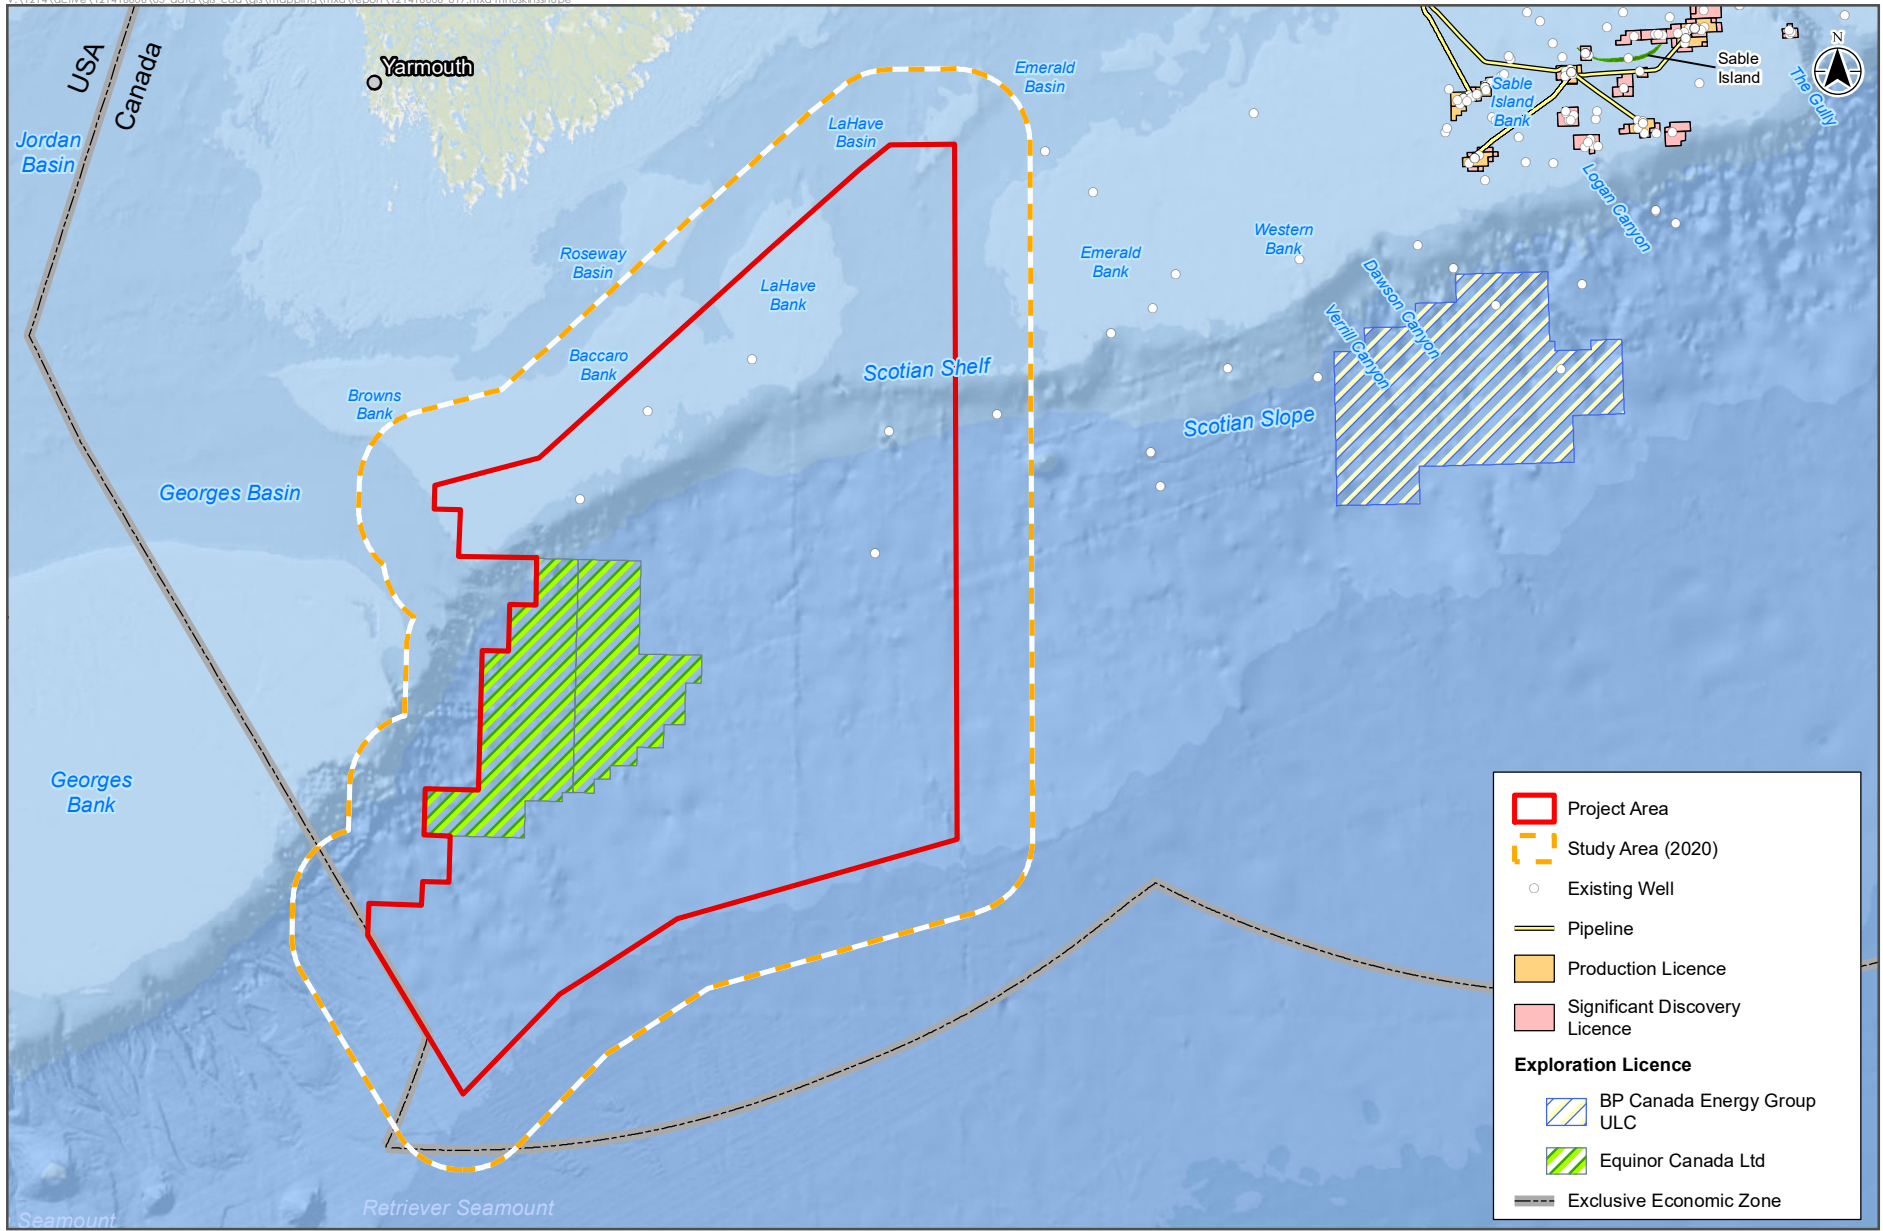 USA
Canada
Yarmouth
Jordan
Basin
Emerald
Basin
LaHave
Basin
Sable
Island
N
The Gully
Sable
Island
Bank
Logan Canyon
Roseway
Basin
LaHave
Bank
Emerald
Bank
Western
Bank
Dawson Canyon
Verrill Canyon
Baccaro
Bank
Scotian Shelf
Browns
Bank
Scotian Slope
Georges Basin
Georges
Bank
Retriever Seamount
Seamount
Project Area
Study Area (2020)
Existing Well
Pipeline
Production Licence
Significant Discovery
Licence
Exploration Licence
BP Canada Energy Group
ULC
Equinor Canada Ltd
Exclusive Economic Zone